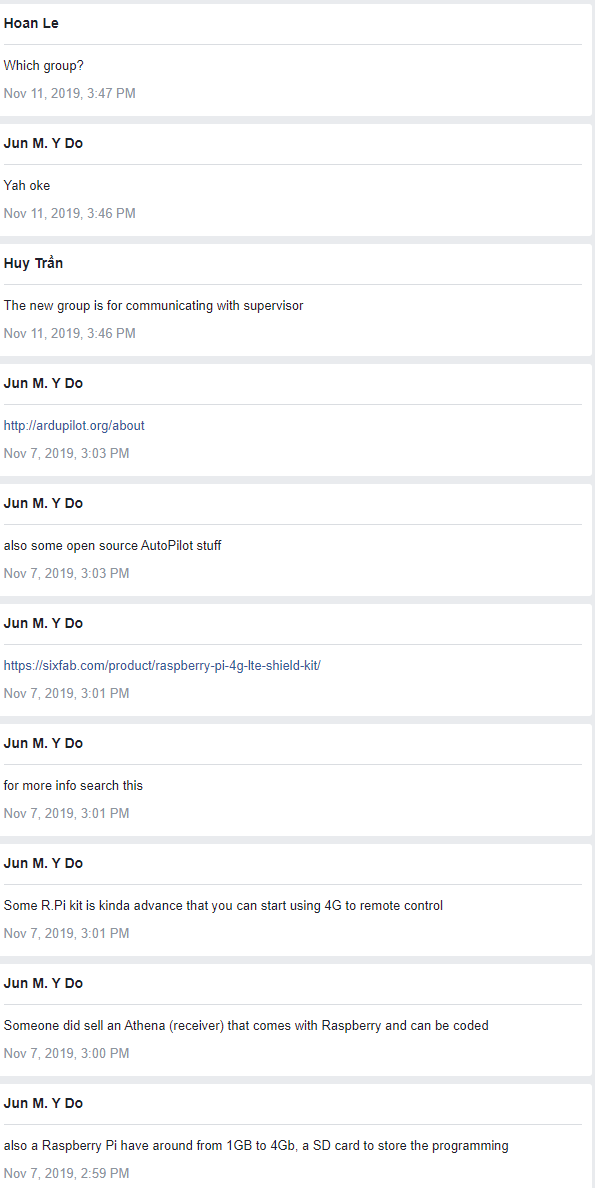 Hoan Le
Which group?
Nov 11, 2019, 3:47 PM
Jun M. Y Do
Yah oke
Nov 11, 2019, 3:46 PM
Huy Trần
The new group is for communicating with supervisor
Nov 11, 2019, 3:46 PM
Jun M. Y Do
http://ardupilot.org/about
Nov 7, 2019, 3:03 PM
Jun M. Y Do
also some open source AutoPilot stuff
Nov 7, 2019, 3:03 PM
Jun M. Y Do
https://sixfab.com/product/raspberry-pi-4g-lte-shield-kit/
Nov 7, 2019, 3:01 PM
Jun M. Y Do
for more info search this
Nov 7, 2019, 3:01 PM
Jun M. Y Do
Some R.Pi kit is kinda advance that you can start using 4G to remote control
Nov 7, 2019, 3:01 PM
Jun M. Y Do
Someone did sell an Athena (receiver) that comes with Raspberry and can be coded
Nov 7, 2019, 3:00 PM
Jun M. Y Do
also a Raspberry Pi have around from 1GB to 4Gb, a SD card to store the programming
Nov 7, 2019, 2:59 PM